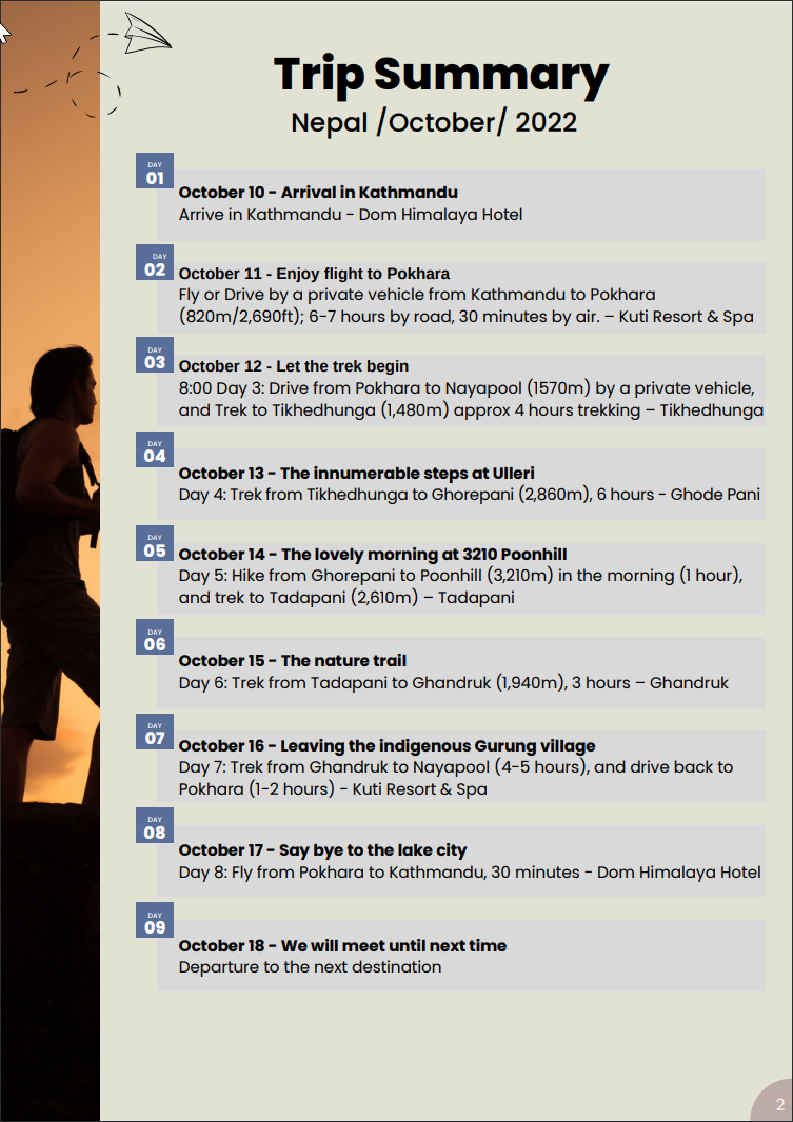 Trip Summary
Nepal /October/ 2022
DAY
01
October 10 - Arrival in Kathmandu
Arrive in Kathmandu - Dom Himalaya Hotel
DAY
02
October 11 - Enjoy flight to Pokhara
Fly or Drive by a private vehicle from Kathmandu to Pokhara
(820m/2,690ft); 6-7 hours by road, 30 minutes by air. – Kuti Resort & Spa
DAY
03
October 12 - Let the trek begin
8:00 Day 3: Drive from Pokhara to Nayapool (1570m) by a private vehicle,
and Trek to Tikhedhunga (1,480m) approx 4 hours trekking – Tikhedhunga
DAY
04
October 13 - The innumerable steps at Ulleri
Day 4: Trek from Tikhedhunga to Ghorepani (2,860m), 6 hours - Ghode Pani
DAY
05
October 14 - The lovely morning at 3210 Poonhill
Day 5: Hike from Ghorepani to Poonhill (3,210m) in the morning (1 hour),
and trek to Tadapani (2,610m) – Tadapani
DAY
06
October 15 - The nature trail
Day 6: Trek from Tadapani to Ghandruk (1,940m), 3 hours – Ghandruk
DAY
07
October 16 - Leaving the indigenous Gurung village
Day 7: Trek from Ghandruk to Nayapool (4-5 hours), and drive back to
Pokhara (1-2 hours) - Kuti Resort & Spa
DAY
08
October 17 - Say bye to the lake city
Day 8: Fly from Pokhara to Kathmandu, 30 minutes - Dom Himalaya Hotel
DAY
09
October 18 - We will meet until next time
Departure to the next destination
2